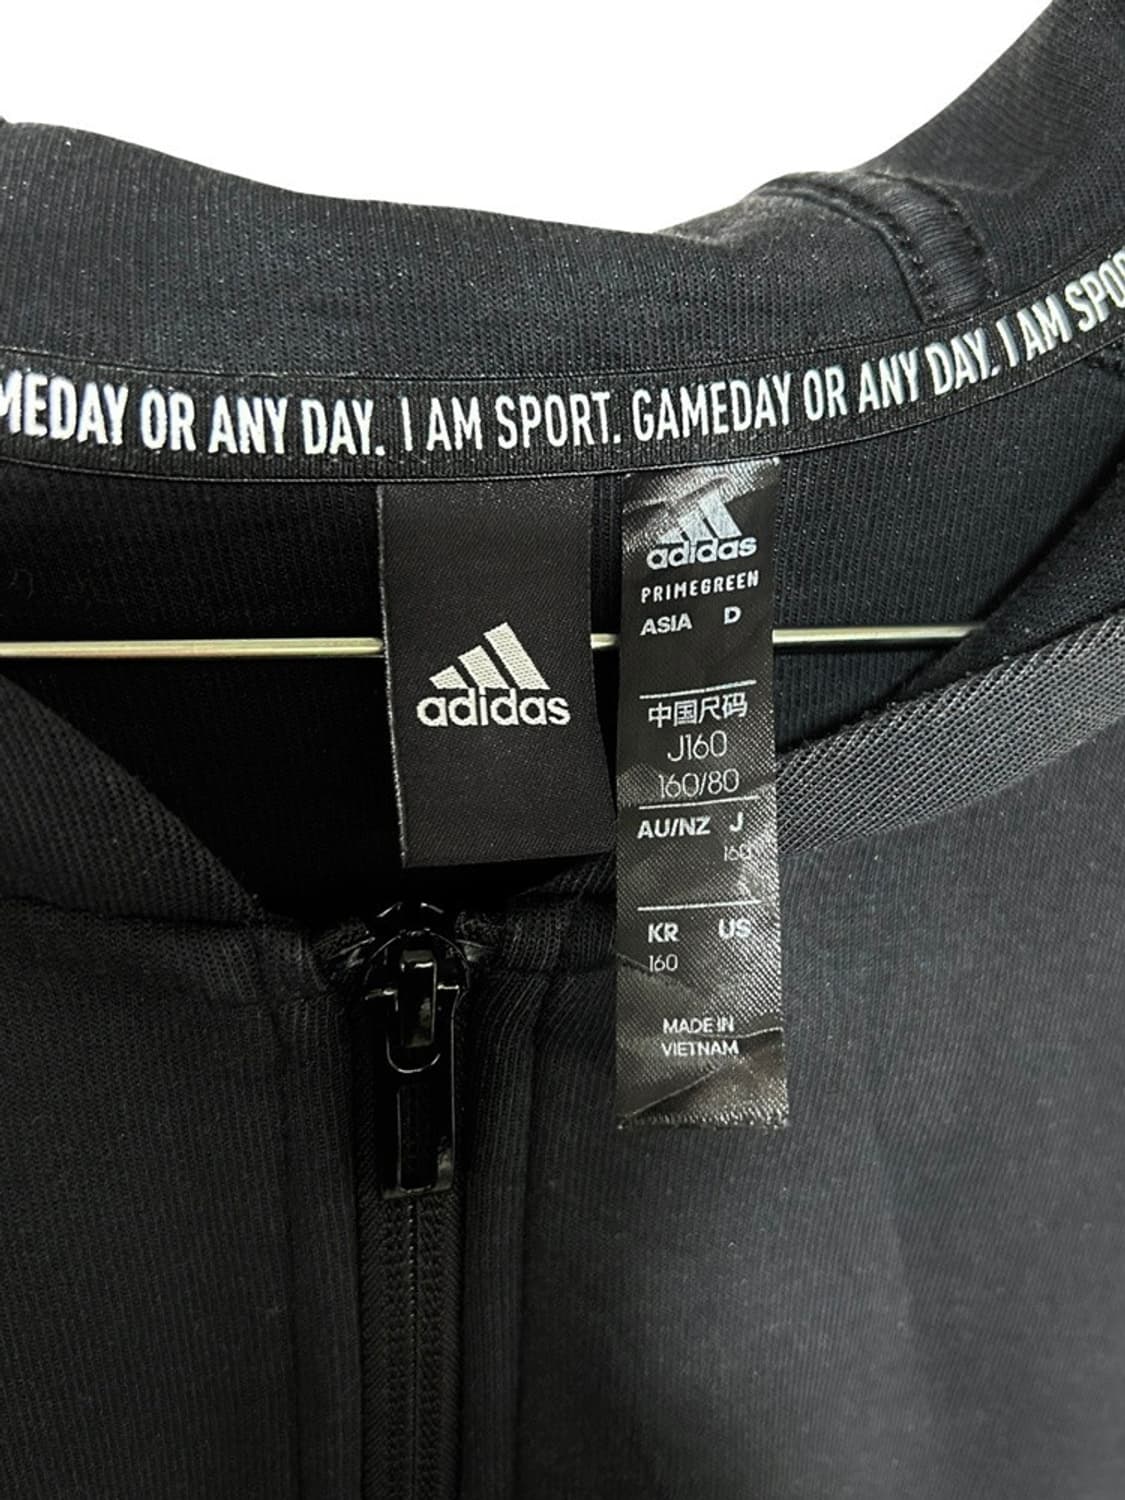 MEDAY OR ANY DAY. I AM SPORT. GAMEDAY OR ANY DAY. I AM SPO
adidas
adidas
PRIMEGREEN
ASIA D
中国尺码
J160
160/80
AU/NZ J
160
KR US
160
MADE IN
VIETNAM